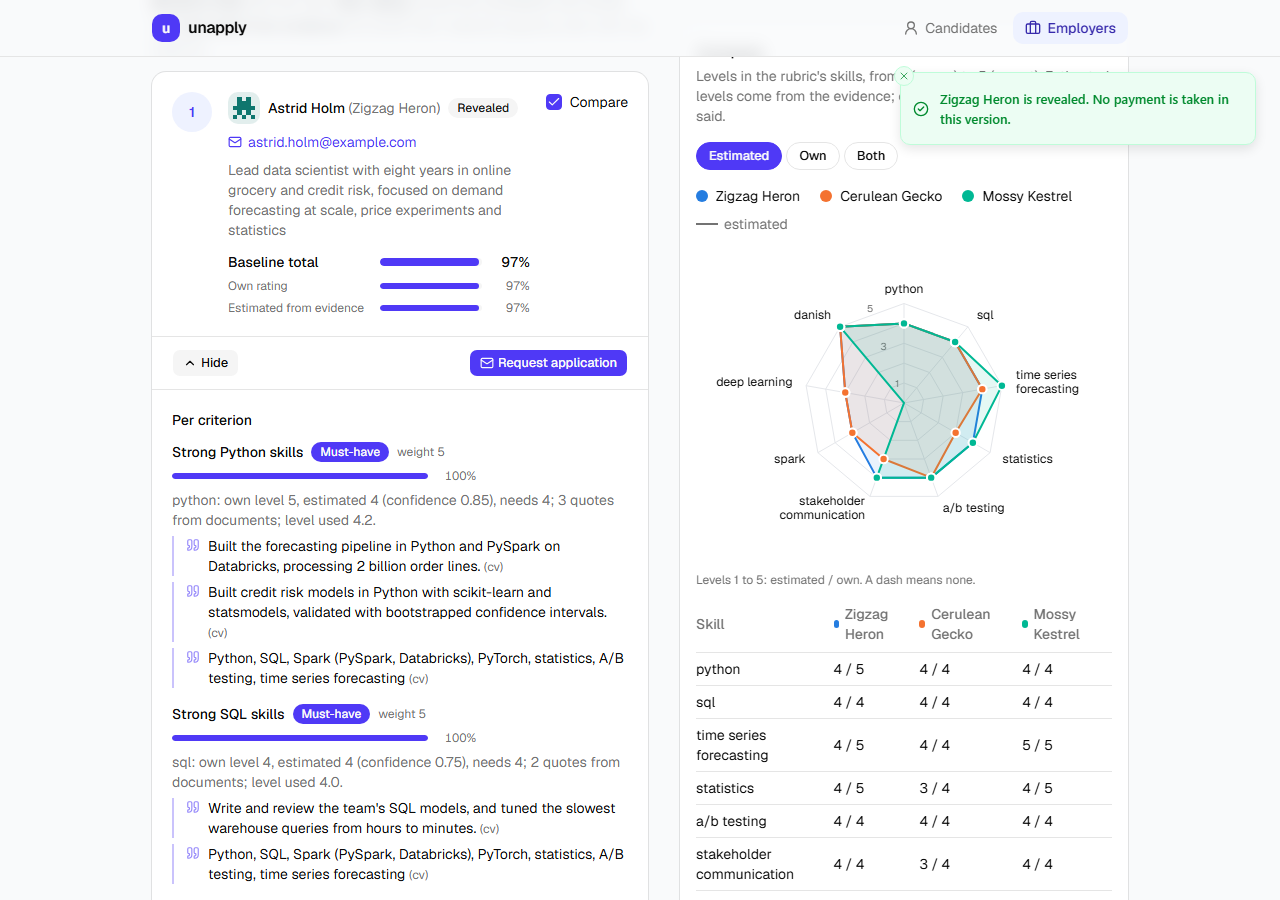 u unapply
Candidates
Employers
1
Astrid Holm (Zigzag Heron) Revealed
Compare
astrid.holm@example.com
Lead data scientist with eight years in online
grocery and credit risk, focused on demand
forecasting at scale, price experiments and
statistics
Baseline total 97%
Own rating 97%
Estimated from evidence 97%
Hide
Request application
Per criterion
Strong Python skills Must-have weight 5
100%
python: own level 5, estimated 4 (confidence 0.85), needs 4; 3 quotes
from documents; level used 4.2.
Built the forecasting pipeline in Python and PySpark on
Databricks, processing 2 billion order lines. (cv)
Built credit risk models in Python with scikit-learn and
statsmodels, validated with bootstrapped confidence intervals.
(cv)
Python, SQL, Spark (PySpark, Databricks), PyTorch, statistics, A/B
testing, time series forecasting (cv)
Strong SQL skills Must-have weight 5
100%
sql: own level 4, estimated 4 (confidence 0.75), needs 4; 2 quotes from
documents; level used 4.0.
Write and review the team's SQL models, and tuned the slowest
warehouse queries from hours to minutes. (cv)
Python, SQL, Spark (PySpark, Databricks), PyTorch, statistics, A/B
testing, time series forecasting (cv)
Levels in the rubric's skills, from
levels come from the evidence;
said.
Zigzag Heron is revealed. No payment is taken in
this version.
Estimated Own Both
Zigzag Heron Cerulean Gecko Mossy Kestrel
estimated
python
sql
time series
forecasting
statistics
a/b testing
stakeholder
communication
spark
deep learning
danish
5
3
1
Levels 1 to 5: estimated / own. A dash means none.
Skill Zigzag Heron Cerulean Gecko Mossy Kestrel
python 4 / 5 4 / 4 4 / 4
sql 4 / 4 4 / 4 4 / 4
time series forecasting 4 / 5 4 / 4 5 / 5
statistics 4 / 5 3 / 4 4 / 5
a/b testing 4 / 4 4 / 4 4 / 4
stakeholder communication 4 / 4 3 / 4 4 / 4